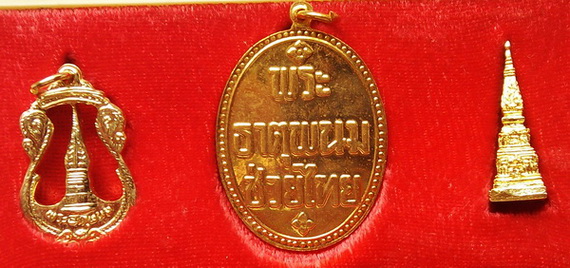 พระ
ธาตุพนม
ช่วยไทย